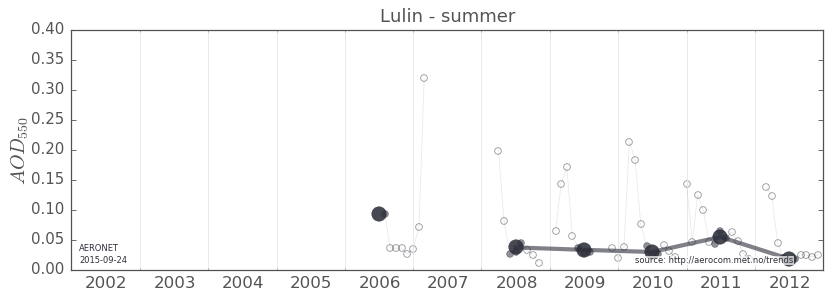 Lulin - summer
0.40
0.35
0.30
0.25
0.20
0.15
0.10
0.05
0.00
AOD550
AERONET
2015-09-24
source: http://aerocom.met.no/trends/
2002 2003 2004 2005 2006 2007 2008 2009 2010 2011 2012